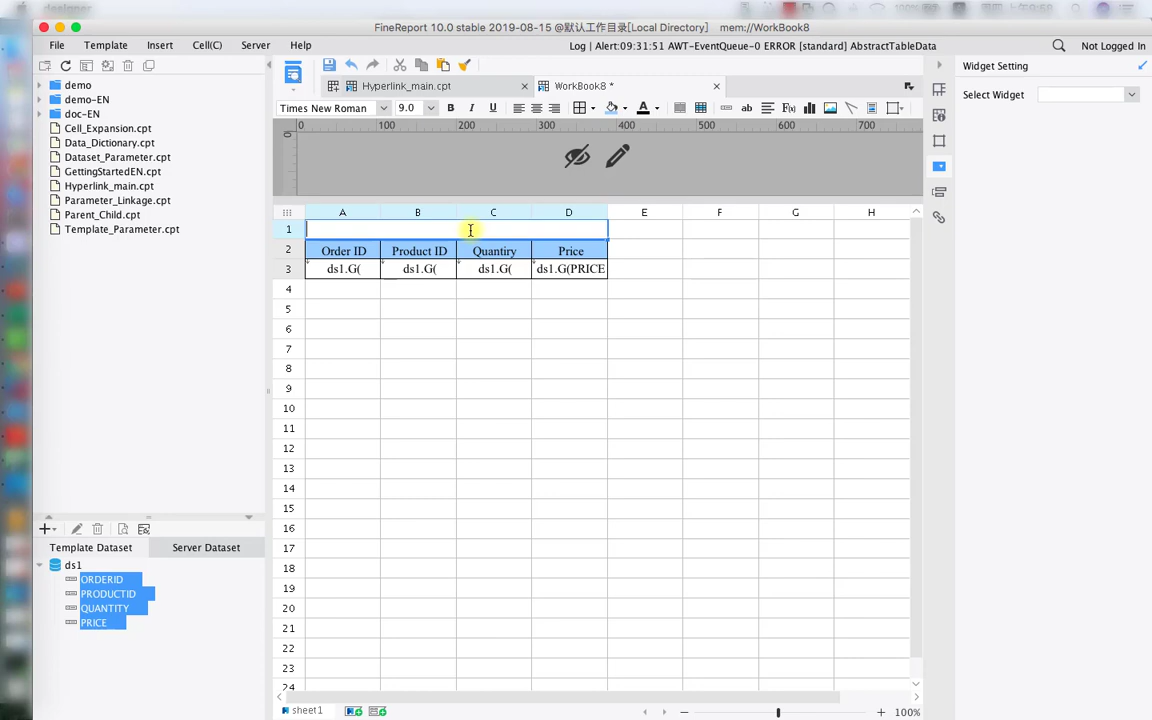 designer
100%
FineReport 10.0 stable 2019-08-15 @默认工作目录[Local Directory] mem://WorkBook8
File Template Insert Cell(C) Server Help
Log | Alert:09:31:51 AWT-EventQueue-0 ERROR [standard] AbstractTableData
Not Logged In
demo
demo-EN
doc-EN
Cell_Expansion.cpt
Data_Dictionary.cpt
Dataset_Parameter.cpt
GettingStartedEN.cpt
Hyperlink_main.cpt
Parameter_Linkage.cpt
Parent_Child.cpt
Template_Parameter.cpt
Template Dataset Server Dataset
ds1
ORDERID
PRODUCTID
QUANTITY
PRICE
Hyperlink_main.cpt WorkBook8 *
Times New Roman 9.0 B I U A ab F(x)
0 100 200 300 400 500 600 700
0
A B C D E F G H
1
2 Order ID Product ID Quantiry Price
3 ds1.G( ds1.G( ds1.G( ds1.G(PRICE
4
5
6
7
8
9
10
11
12
13
14
15
16
17
18
19
20
21
22
23
24
sheet1
100%
Widget Setting
Select Widget